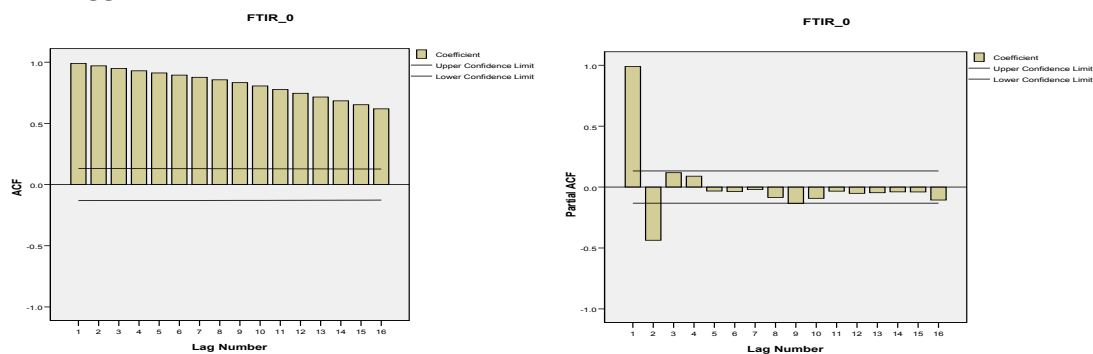 FTIR_0
1.0
0.5
0.0
-0.5
-1.0
ACF
1 2 3 4 5 6 7 8 9 10 11 12 13 14 15 16
Lag Number
Coefficient
Upper Confidence Limit
Lower Confidence Limit
FTIR_0
1.0
0.5
0.0
-0.5
-1.0
Partial ACF
1 2 3 4 5 6 7 8 9 10 11 12 13 14 15 16
Lag Number
Coefficient
Upper Confidence Limit
Lower Confidence Limit